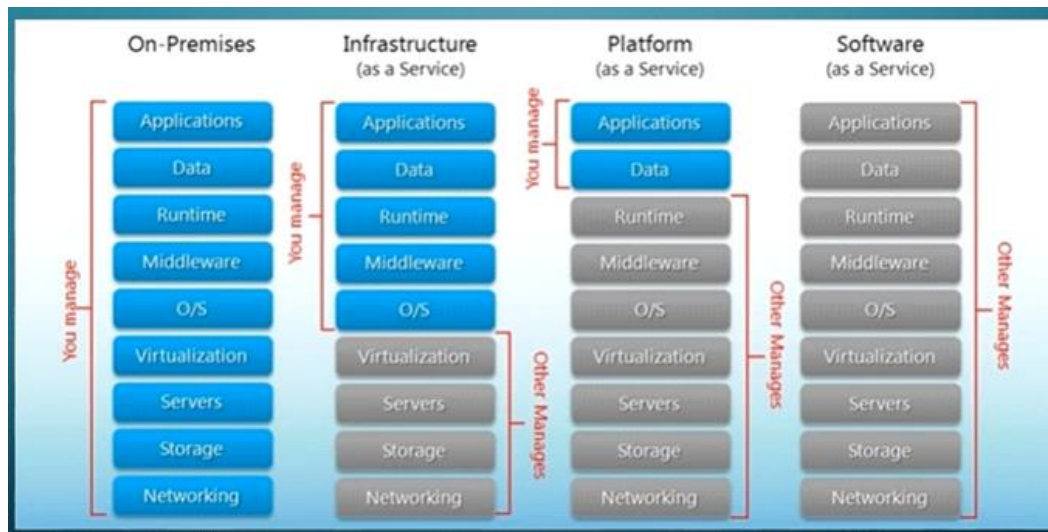 On-Premises
You manage
Applications
Data
Runtime
Middleware
O/S
Virtualization
Servers
Storage
Networking
Infrastructure
(as a Service)
You manage
Applications
Data
Runtime
Middleware
O/S
Virtualization
Servers
Storage
Networking
Other Manages
Platform
(as a Service)
You manage
Applications
Data
Runtime
Middleware
O/S
Virtualization
Servers
Storage
Networking
Other Manages
Software
(as a Service)
Applications
Data
Runtime
Middleware
O/S
Virtualization
Servers
Storage
Networking
Other Manages